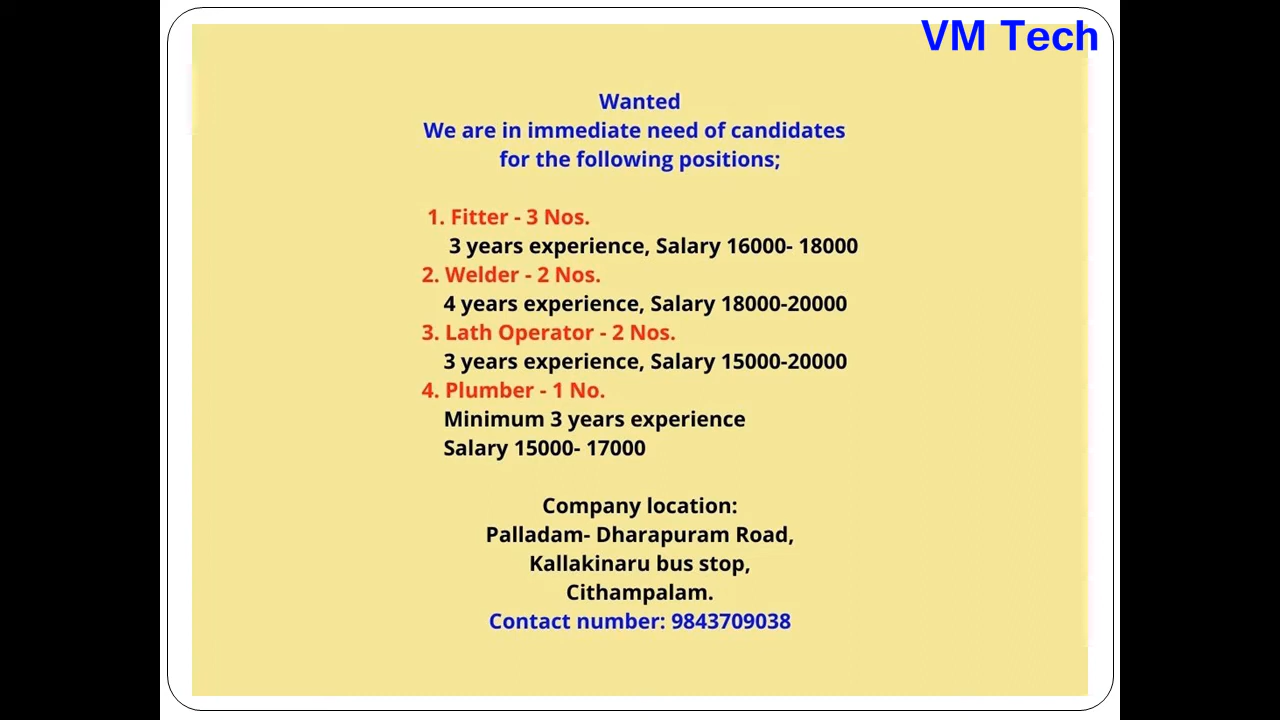 VM Tech
Wanted
We are in immediate need of candidates
for the following positions;
1. Fitter - 3 Nos.
3 years experience, Salary 16000- 18000
2. Welder - 2 Nos.
4 years experience, Salary 18000-20000
3. Lath Operator - 2 Nos.
3 years experience, Salary 15000-20000
4. Plumber - 1 No.
Minimum 3 years experience
Salary 15000- 17000
Company location:
Palladam- Dharapuram Road,
Kallakinaru bus stop,
Cithampalam.
Contact number: 9843709038